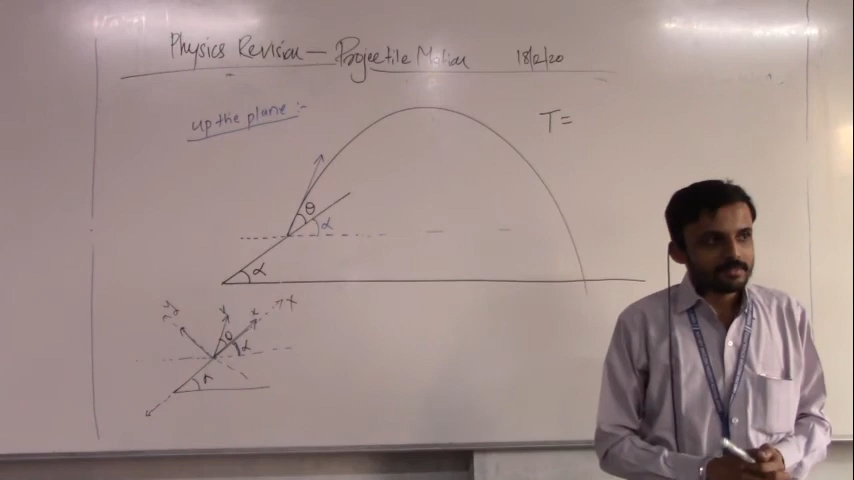 Physics Revision — Projectile Motion 18/2/20
up the plane :-
T=
θ
α
α
y x x
θ
α